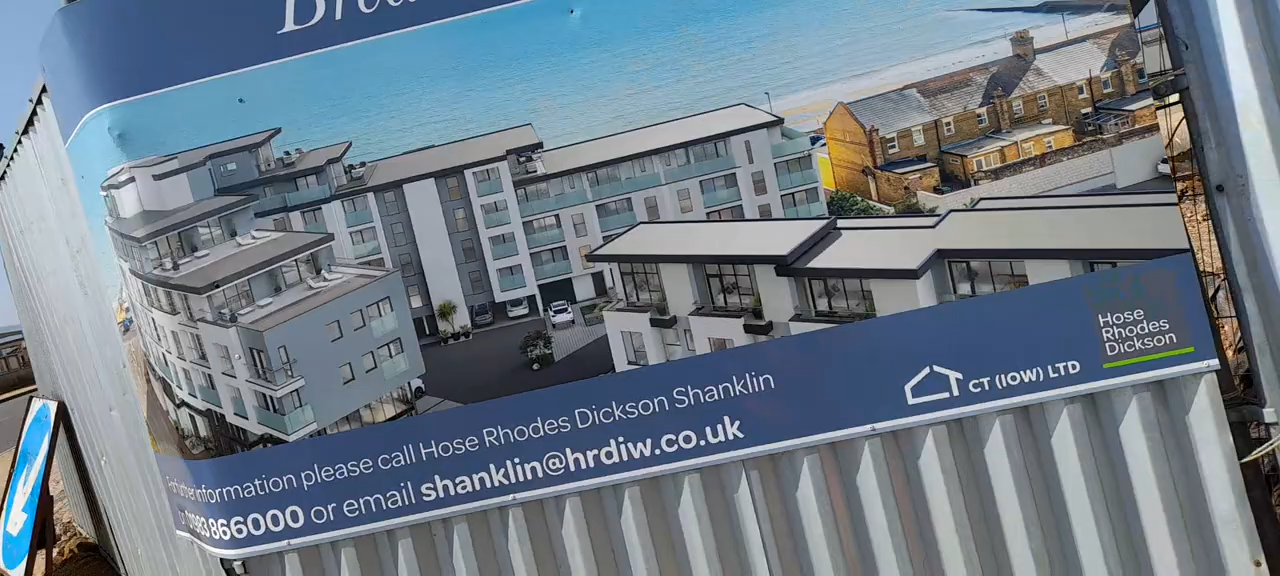 For further information please call Hose Rhodes Dickson Shanklin
866000 or email shanklin@hrdiw.co.uk
CT (IOW) LTD
Hose
Rhodes
Dickson